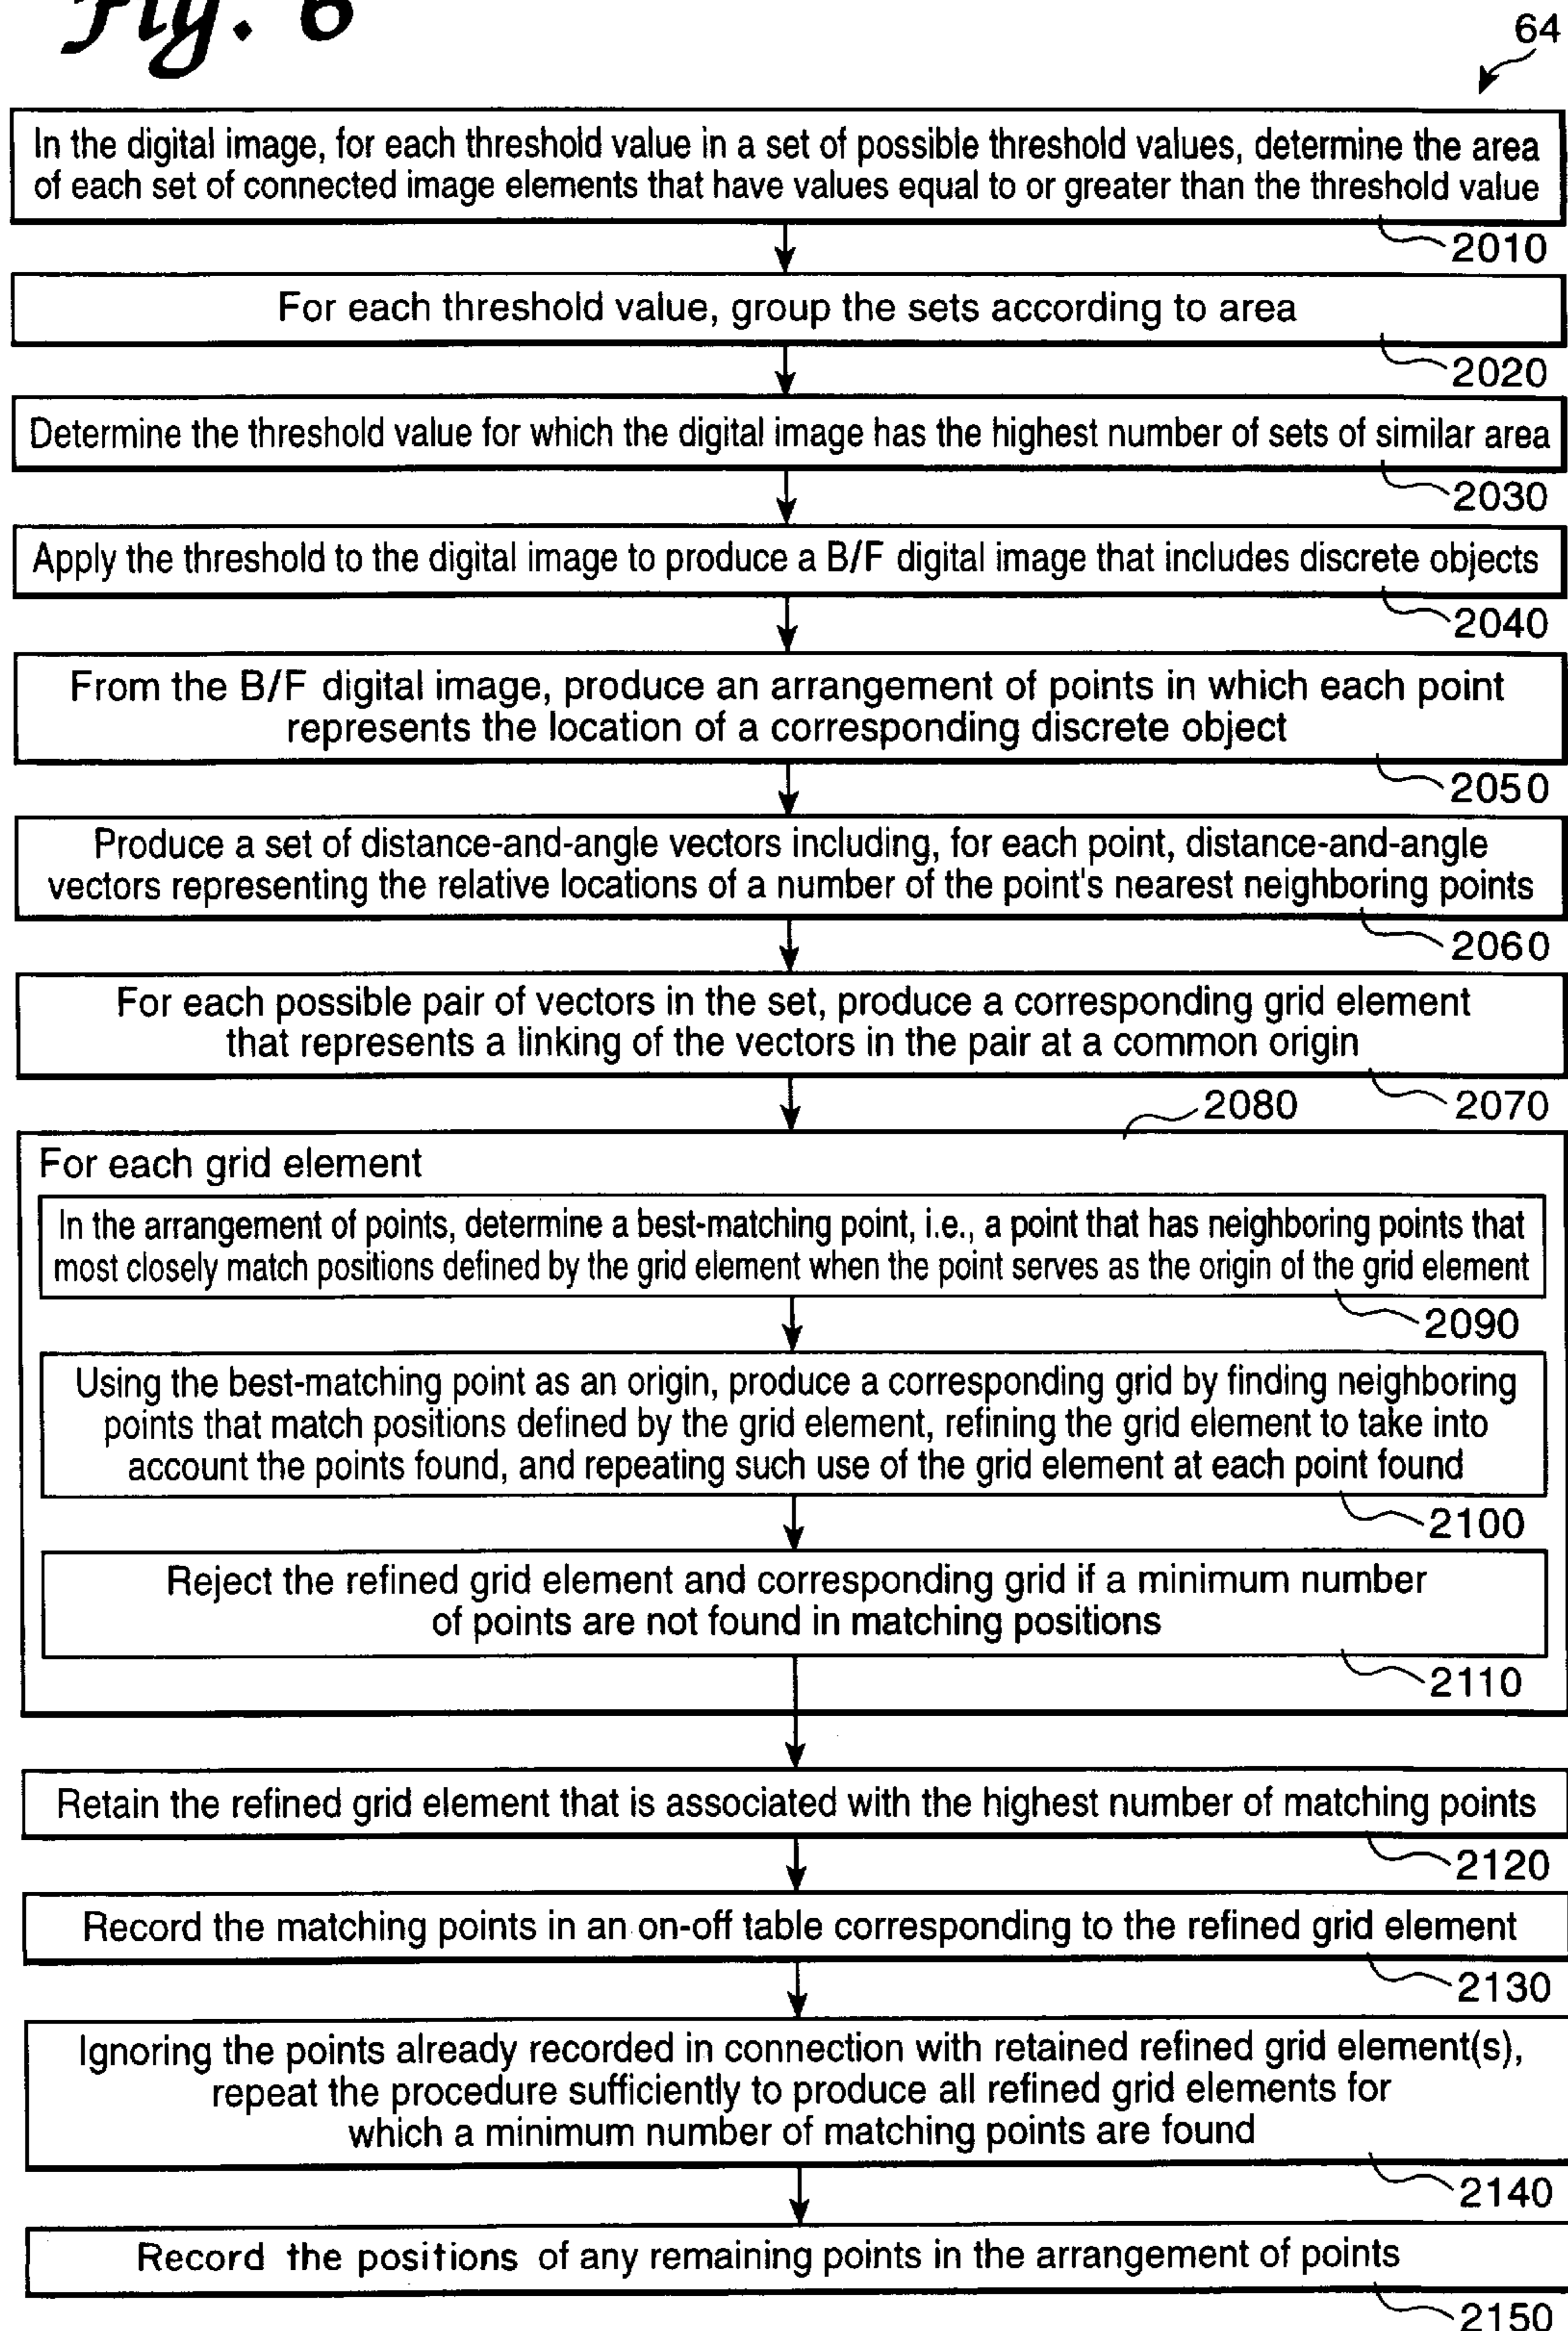 Fig. 6
64
In the digital image, for each threshold value in a set of possible threshold values, determine the area
of each set of connected image elements that have values equal to or greater than the threshold value
2010
For each threshold value, group the sets according to area
2020
Determine the threshold value for which the digital image has the highest number of sets of similar area
2030
Apply the threshold to the digital image to produce a B/F digital image that includes discrete objects
2040
From the B/F digital image, produce an arrangement of points in which each point
represents the location of a corresponding discrete object
2050
Produce a set of distance-and-angle vectors including, for each point, distance-and-angle
vectors representing the relative locations of a number of the point's nearest neighboring points
2060
For each possible pair of vectors in the set, produce a corresponding grid element
that represents a linking of the vectors in the pair at a common origin
2070
2080
For each grid element
In the arrangement of points, determine a best-matching point, i.e., a point that has neighboring points that
most closely match positions defined by the grid element when the point serves as the origin of the grid element
2090
Using the best-matching point as an origin, produce a corresponding grid by finding neighboring
points that match positions defined by the grid element, refining the grid element to take into
account the points found, and repeating such use of the grid element at each point found
2100
Reject the refined grid element and corresponding grid if a minimum number
of points are not found in matching positions
2110
Retain the refined grid element that is associated with the highest number of matching points
2120
Record the matching points in an on-off table corresponding to the refined grid element
2130
Ignoring the points already recorded in connection with retained refined grid element(s),
repeat the procedure sufficiently to produce all refined grid elements for
which a minimum number of matching points are found
2140
Record the positions of any remaining points in the arrangement of points
2150